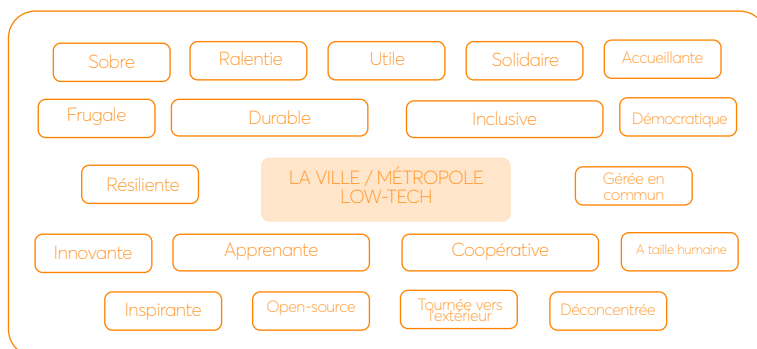 Sobre
Ralentie
Utile
Solidaire
Accueillante
Frugale
Durable
Inclusive
Démocratique
Résiliente
LA VILLE / MÉTROPOLE
LOW-TECH
Gérée en
commun
Innovante
Apprenante
Coopérative
A taille humaine
Inspirante
Open-source
Tournée vers
l'extérieur
Déconcentrée